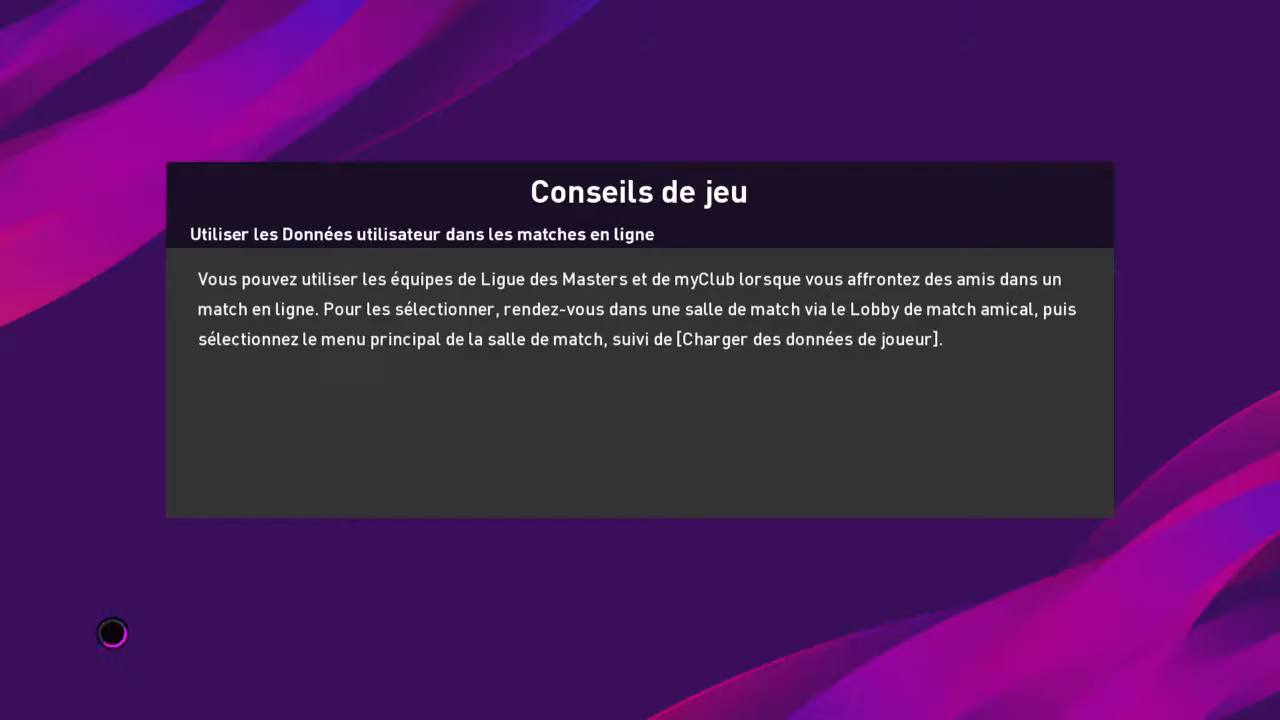 Conseils de jeu
Utiliser les Données utilisateur dans les matches en ligne
Vous pouvez utiliser les équipes de Ligue des Masters et de myClub lorsque vous affrontez des amis dans un
match en ligne. Pour les sélectionner, rendez-vous dans une salle de match via le Lobby de match amical, puis
sélectionnez le menu principal de la salle de match, suivi de [Charger des données de joueur].